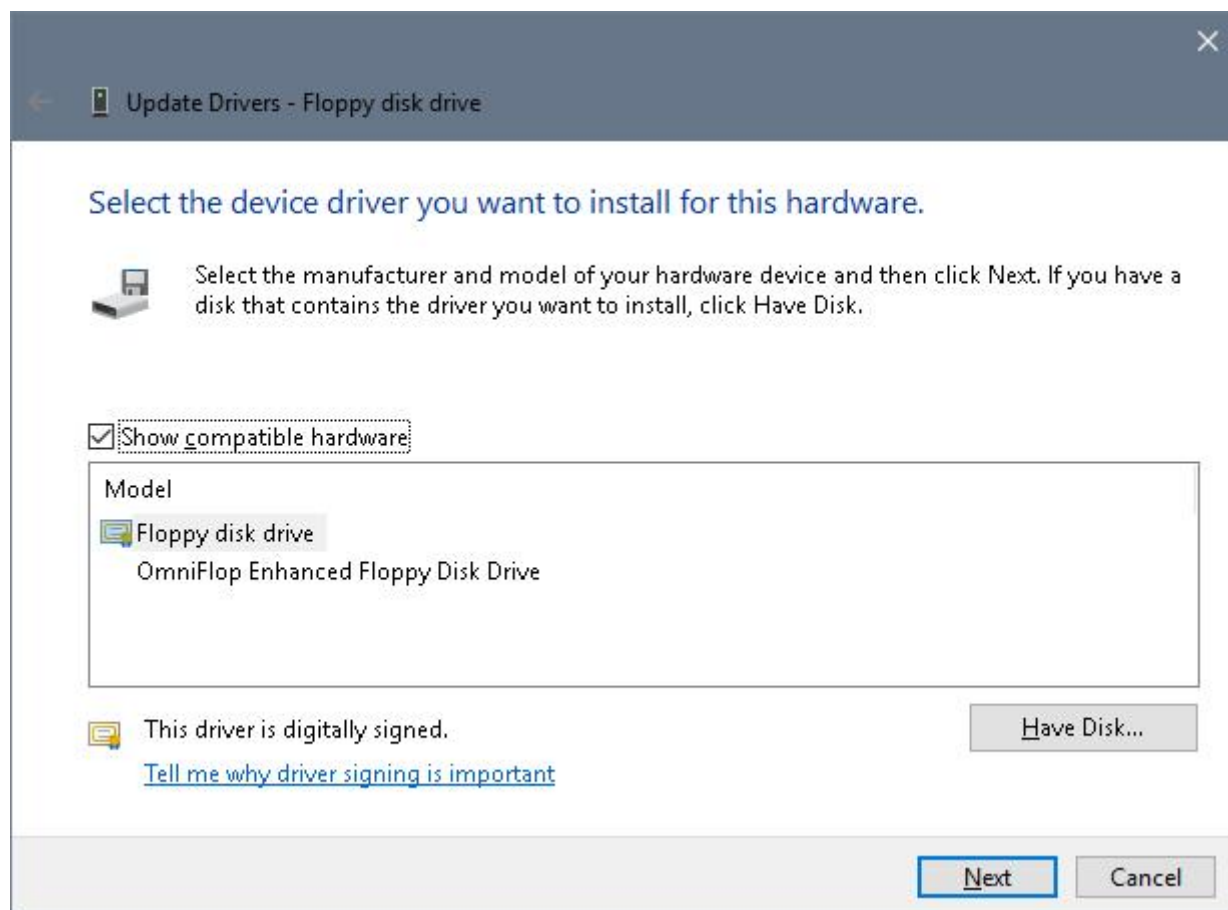 Update Drivers - Floppy disk drive
Select the device driver you want to install for this hardware.
Select the manufacturer and model of your hardware device and then click Next. If you have a
disk that contains the driver you want to install, click Have Disk.
Show compatible hardware
Model
Floppy disk drive
OmniFlop Enhanced Floppy Disk Drive
This driver is digitally signed.
Have Disk...
Tell me why driver signing is important
Next
Cancel